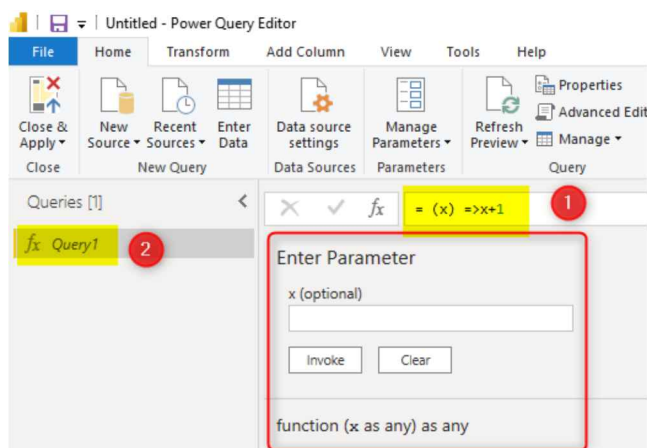 Untitled - Power Query Editor
File Home Transform Add Column View Tools Help
Close & Apply New Source Recent Sources Enter Data Data source settings Manage Parameters Refresh Preview Properties
Advanced Edit
Manage
Close New Query Data Sources Parameters Query
Queries [1]
fx = (x) =>x+1 1
fx Query1 2
Enter Parameter
x (optional)
Invoke Clear
function (x as any) as any